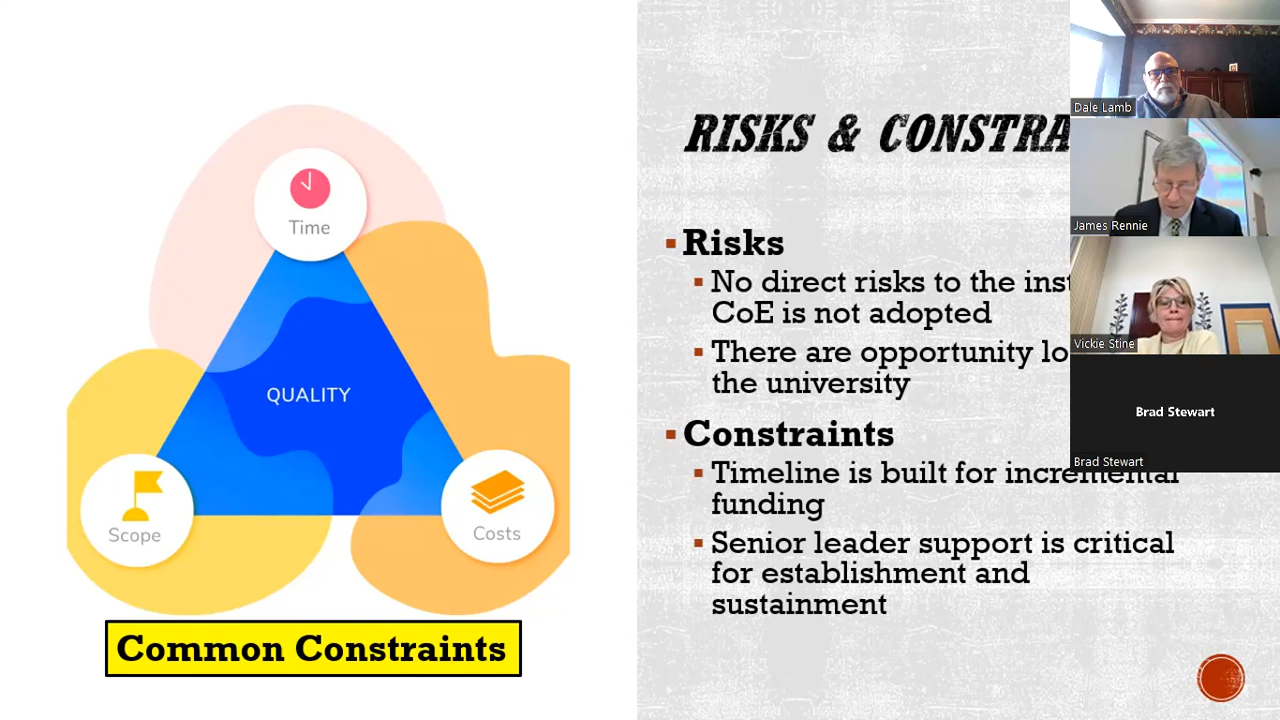 Time
QUALITY
Scope
Costs
Common Constraints
RISKS & CONSTRA
Risks
No direct risks to the inst
CoE is not adopted
There are opportunity lo
the university
Constraints
Timeline is built for incremental
funding
Senior leader support is critical
for establishment and
sustainment
Dale Lamb
James Rennie
Vickie Stine
Brad Stewart
Brad Stewart